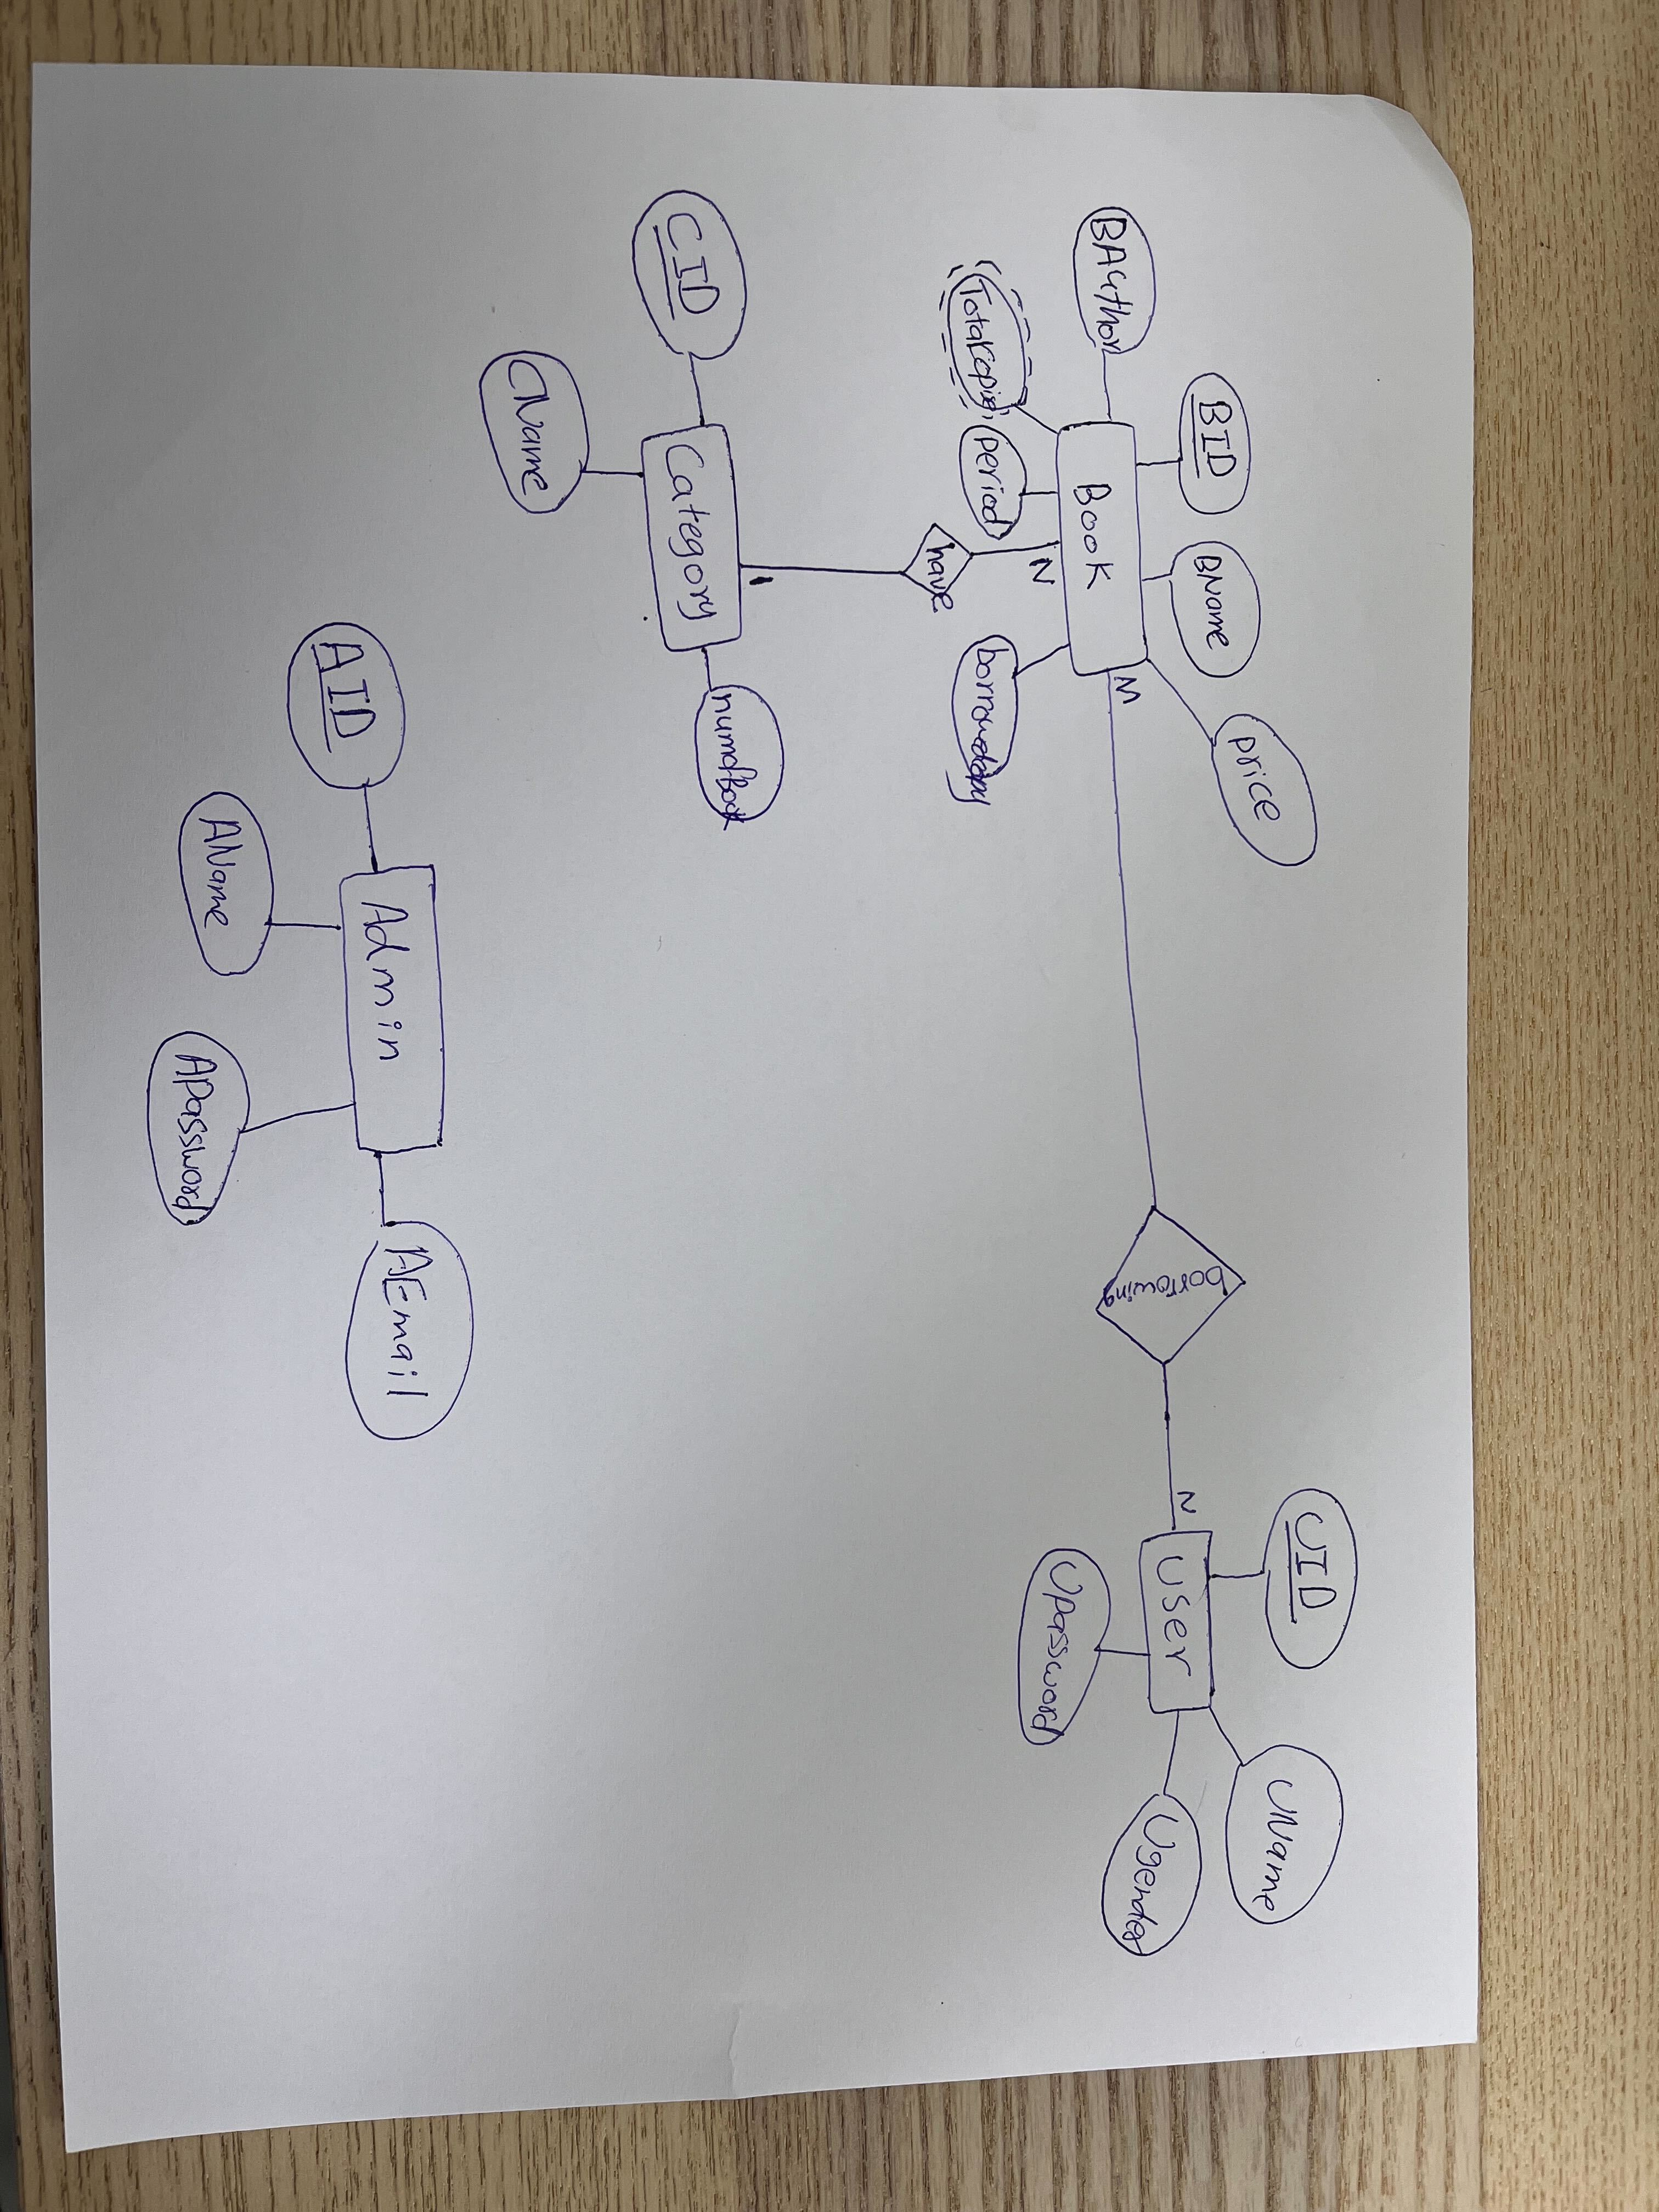 UID
UName
price
BID
BName
borrowing
N
User
Ugender
BAuthor
M
Book
Upassword
N
Totalcopies
period
borrowedcopy
have
1
numofBook
CID
Category
CName
Admin
AEmail
AID
AName
APassword